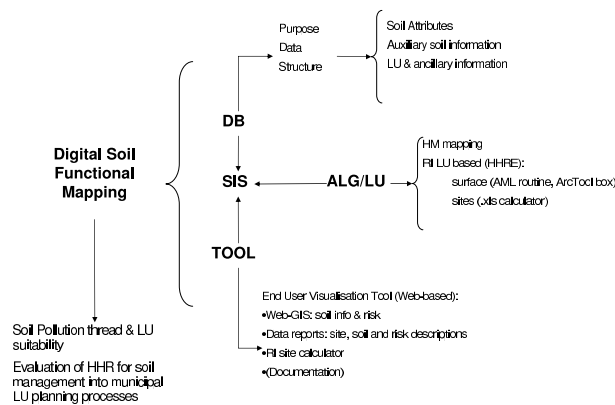 Purpose
Data
Structure
Soil Attributes
Auxiliary soil information
LU & ancillary information
DB
Digital Soil
Functional
Mapping
SIS
ALG/LU
HM mapping
RI LU based (HHRE):
surface (AML routine, ArcTool box)
sites (.xls calculator)
TOOL
End User Visualisation Tool (Web-based):
•Web-GIS: soil info & risk
•Data reports: site, soil and risk descriptions
•RI site calculator
•(Documentation)
Soil Pollution thread & LU
suitability
Evaluation of HHR for soil
management into municipal
LU planning processes